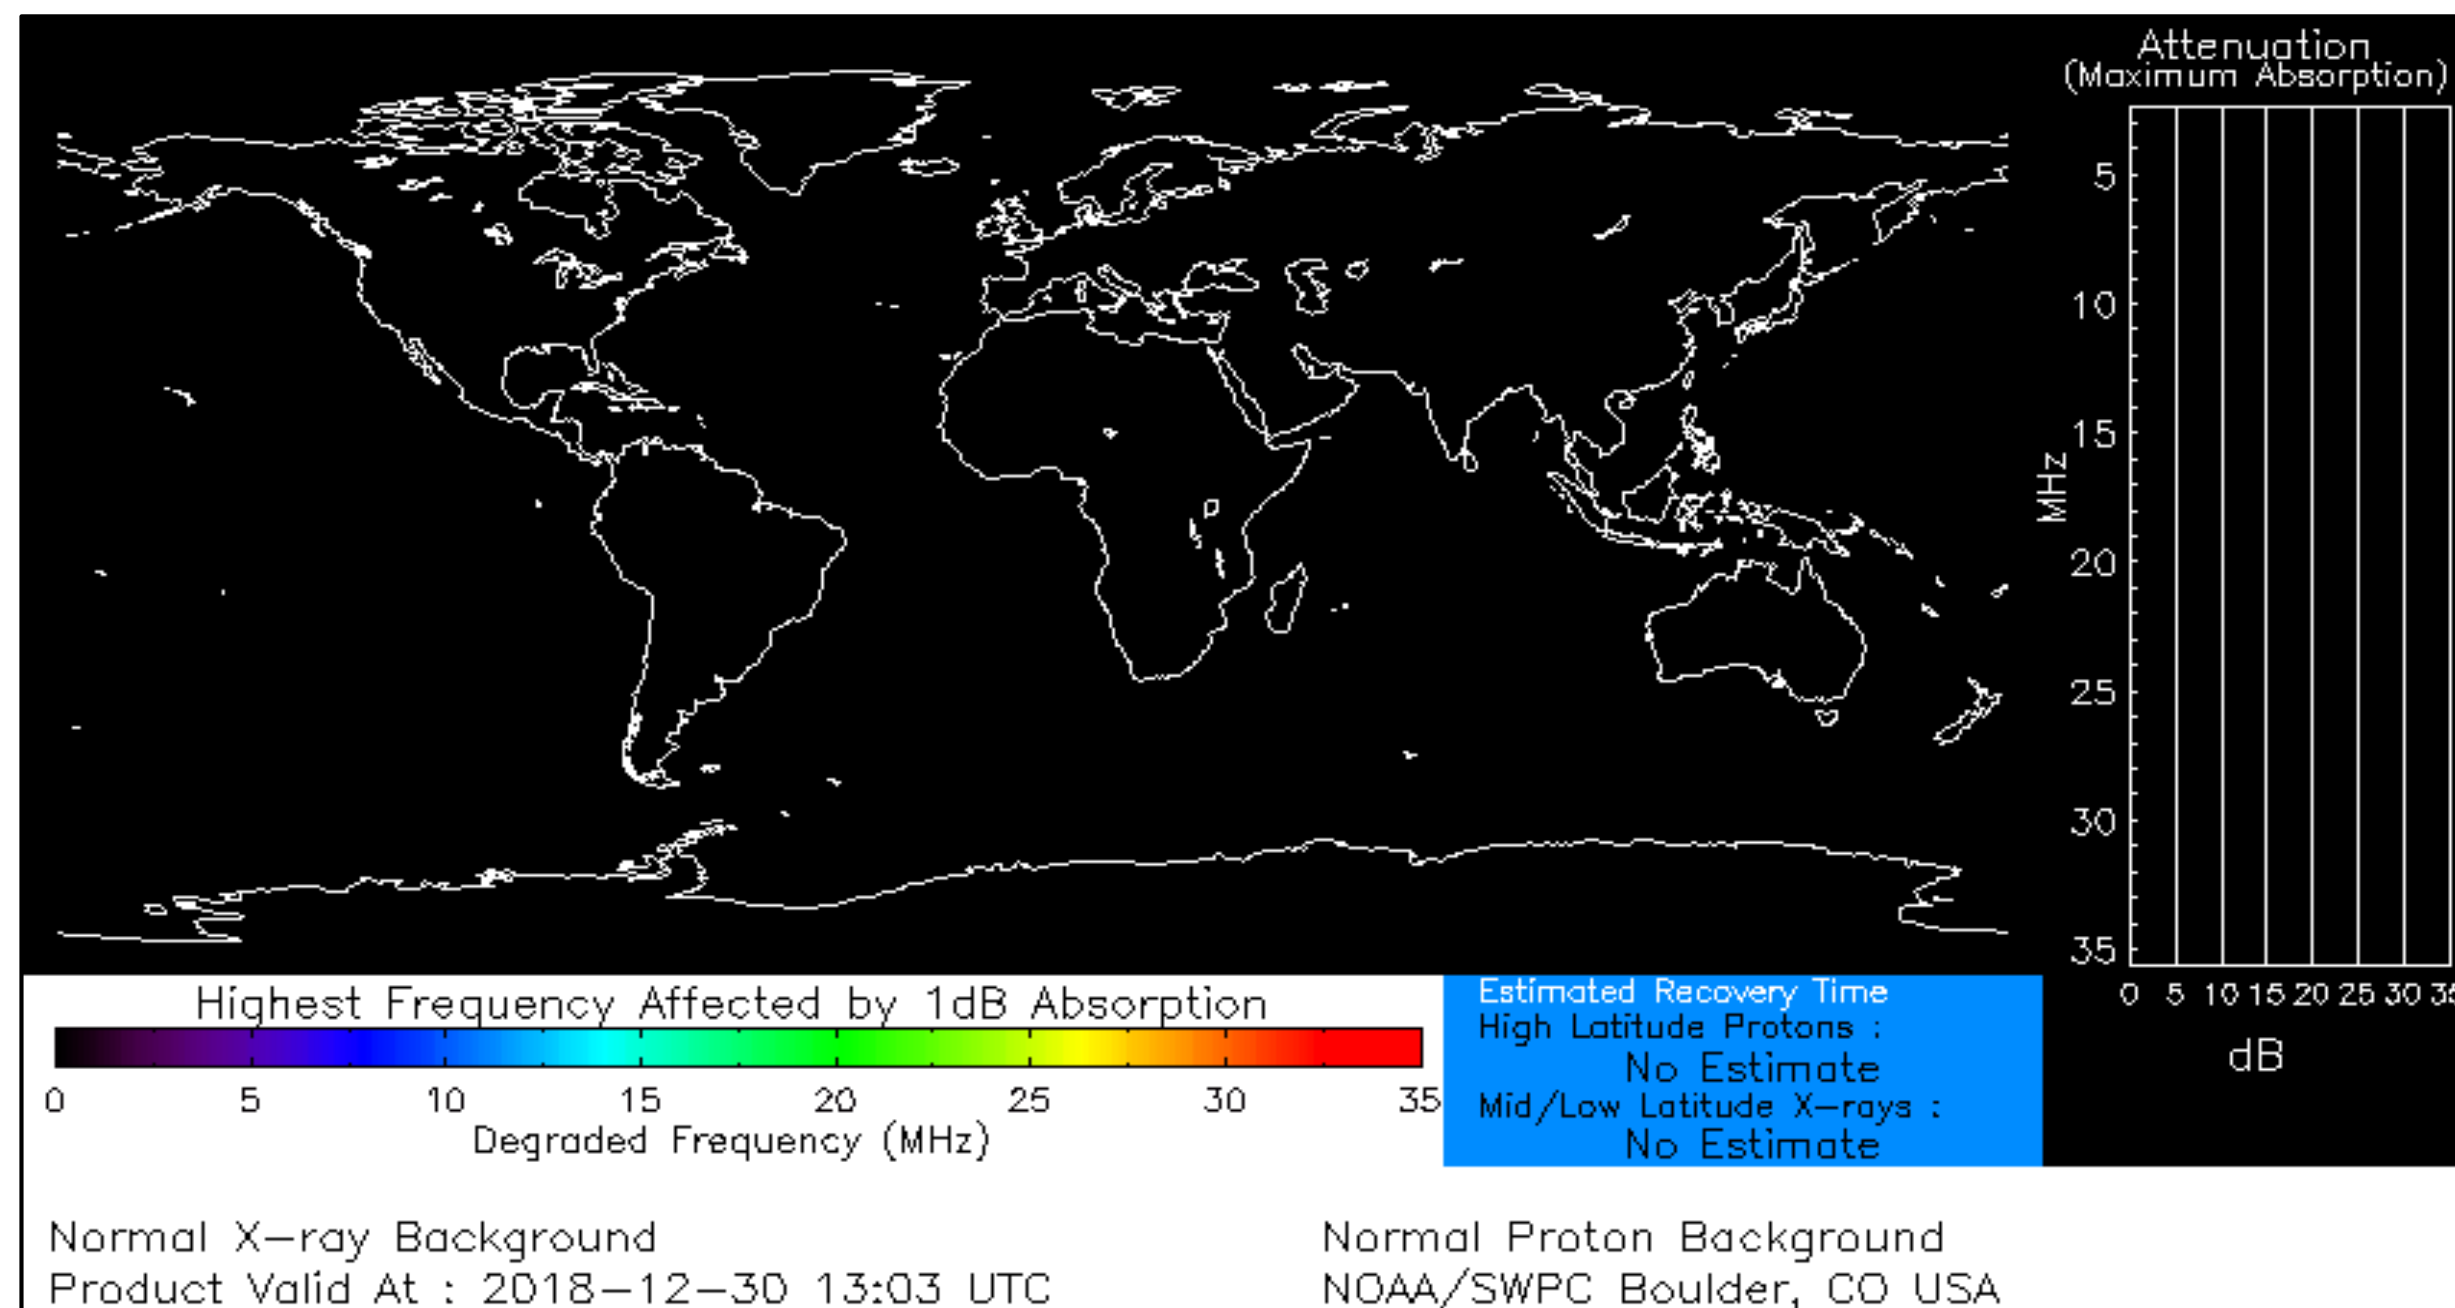 Attenuation
(Maximum Absorption)
5
10
15
20
25
30
35
MHz
0 5 10 15 20 25 30 35
dB
Highest Frequency Affected by 1dB Absorption
0 5 10 15 20 25 30 35
Degraded Frequency (MHz)
Estimated Recovery Time
High Latitude Protons :
No Estimate
Mid/Low Latitude X-rays :
No Estimate
Normal X-ray Background
Normal Proton Background
Product Valid At : 2018-12-30 13:03 UTC
NOAA/SWPC Boulder, CO USA